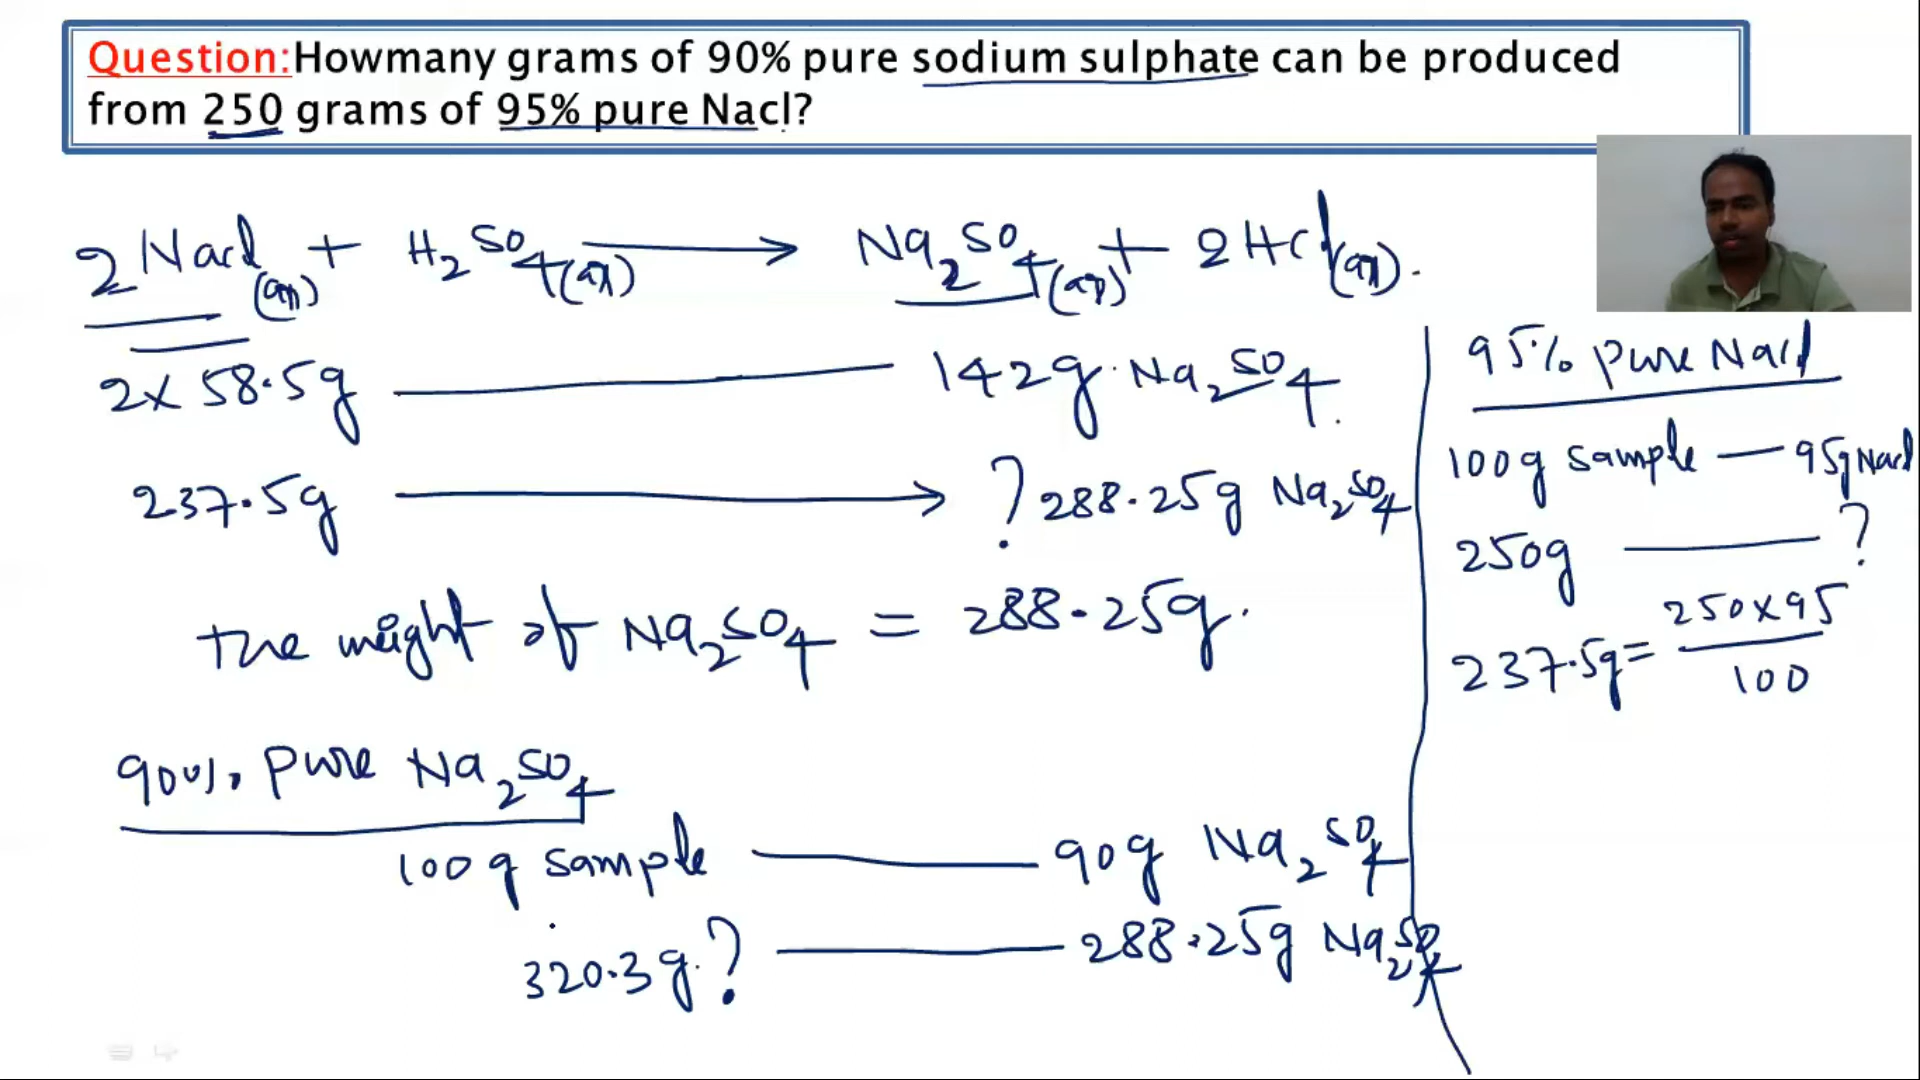 Question:Howmany grams of 90% pure sodium sulphate can be produced
from 250 grams of 95% pure Nacl?
2 Nacl(aq) + H2SO4(aq) → Na2SO4(aq) + 2HCl(aq).
2x 58.5g — 142g. Na2SO4.
237.5g → ? 288.25g Na2SO4
The weight of Na2SO4 = 288.25g.
90%. pure Na2SO4
100g sample — 90g Na2SO4
320.3g. ? — 288.25g Na2SO4
95% pure Nacl
100g sample — 95g Nacl
250g — ?
237.5g = 250x95
100